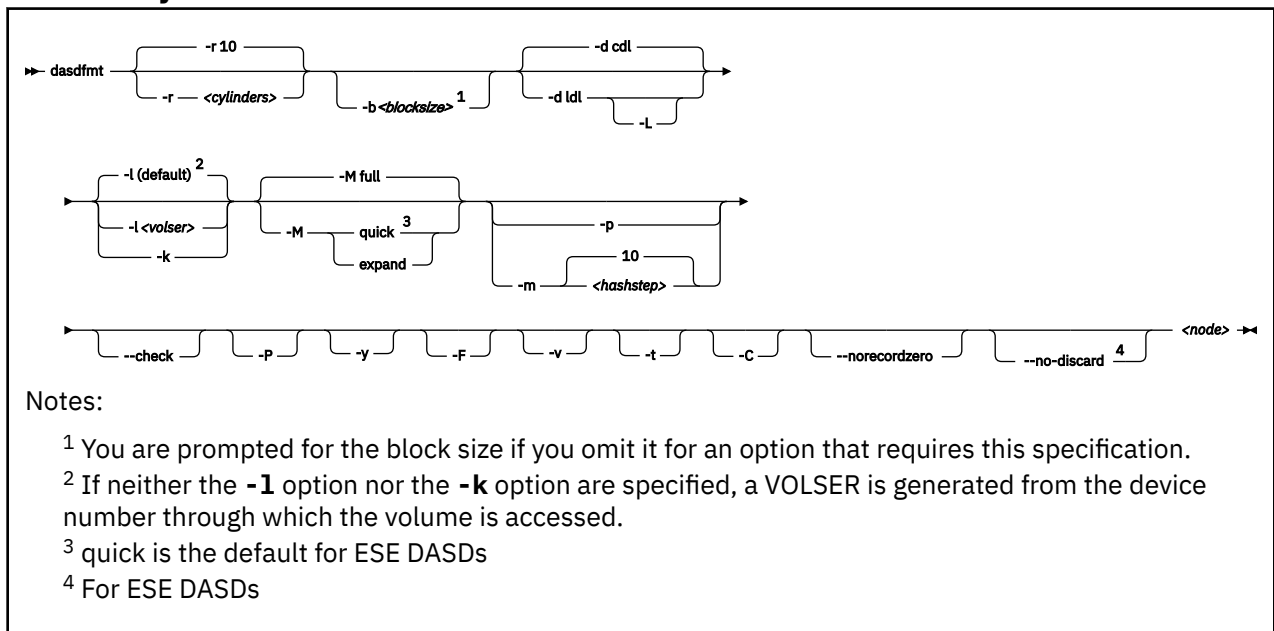 -r 10 -d cdl
dasdfmt
-r <cylinders> -b <blocksize> 1 -d ldl
-L
-l (default) 2 -M full
-l <volser> -M quick 3 -p
-k expand 10
-m <hashstep>
--check -P -y -F -v -t -C --norecordzero --no-discard 4 <node>
Notes:
1 You are prompted for the block size if you omit it for an option that requires this specification.
2 If neither the -l option nor the -k option are specified, a VOLSER is generated from the device
number through which the volume is accessed.
3 quick is the default for ESE DASDs
4 For ESE DASDs